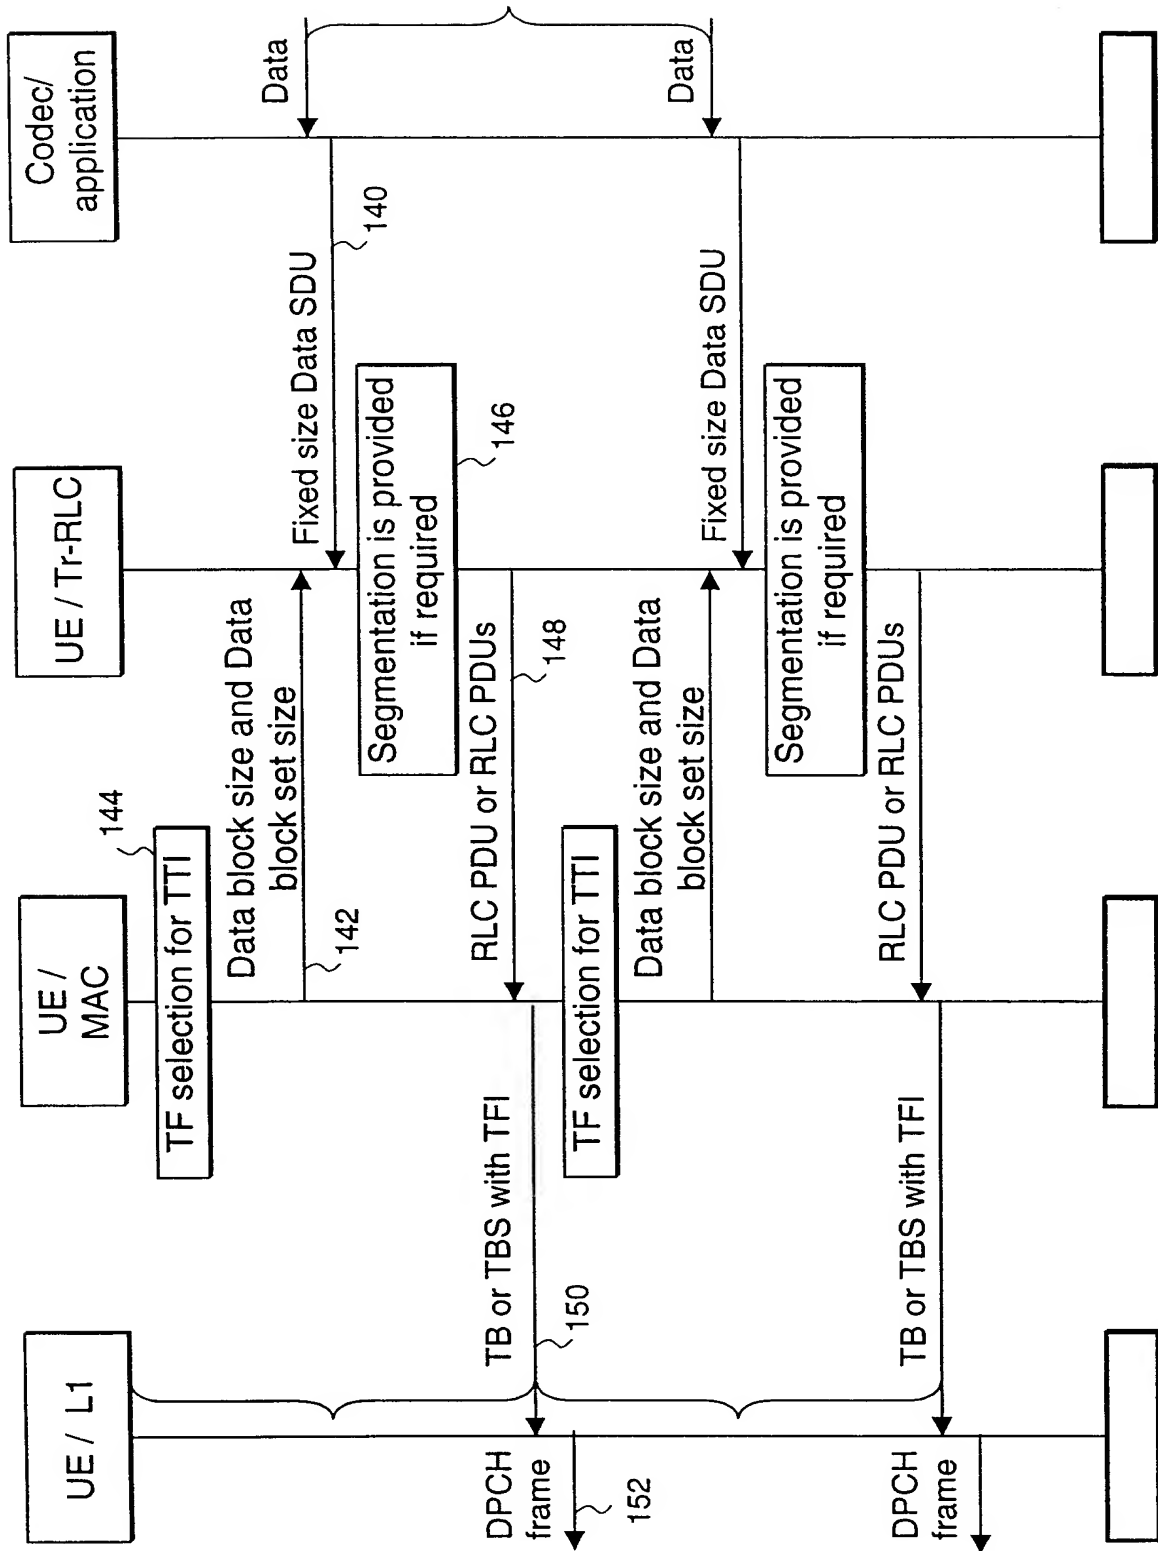 UE / L1
UE /
MAC
UE / Tr-RLC
Codec/
application
144
TF selection for TTI
Data block size and Data
block set size
142
Data
Fixed size Data SDU
140
Segmentation is provided
if required
146
RLC PDU or RLC PDUs
148
TB or TBS with TFI
150
DPCH
frame
152
TF selection for TTI
Data block size and Data
block set size
Data
Fixed size Data SDU
Segmentation is provided
if required
RLC PDU or RLC PDUs
TB or TBS with TFI
DPCH
frame